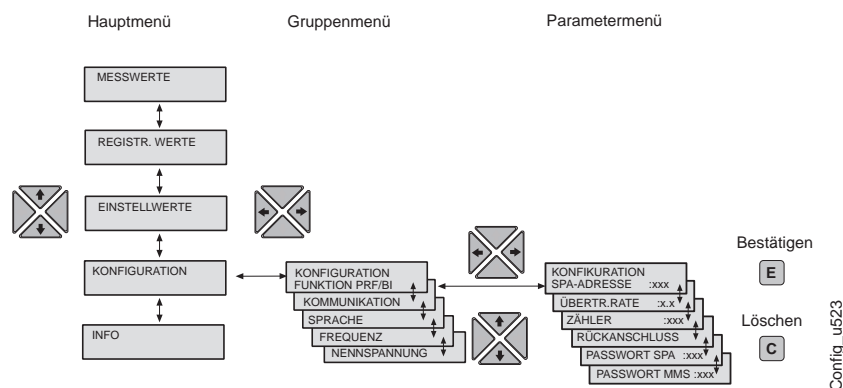 Hauptmenü
Gruppenmenü
Parametermenü
MESSWERTE
REGISTR. WERTE
EINSTELLWERTE
KONFIGURATION
INFO
KONFIGURATION
FUNKTION PRF/BI
KOMMUNIKATION
SPRACHE
FREQUENZ
NENNSPANNUNG
KONFIKURATION
SPA-ADRESSE :xxx
ÜBERTR.RATE :x.x
ZÄHLER :xxx
RÜCKANSCHLUSS
PASSWORT SPA :xxx
PASSWORT MMS :xxx
Bestätigen
E
Löschen
C
Config_u523